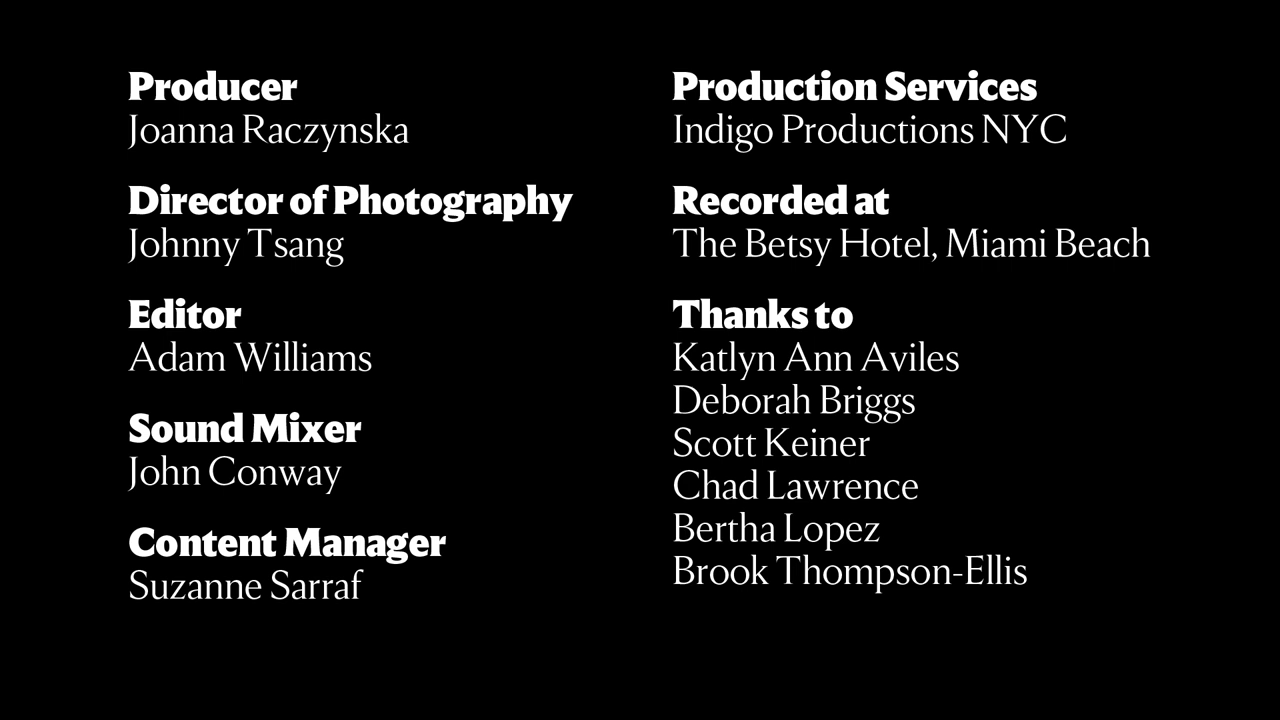 Producer
Joanna Raczynska
Director of Photography
Johnny Tsang
Editor
Adam Williams
Sound Mixer
John Conway
Content Manager
Suzanne Sarraf
Production Services
Indigo Productions NYC
Recorded at
The Betsy Hotel, Miami Beach
Thanks to
Katlyn Ann Aviles
Deborah Briggs
Scott Keiner
Chad Lawrence
Bertha Lopez
Brook Thompson-Ellis